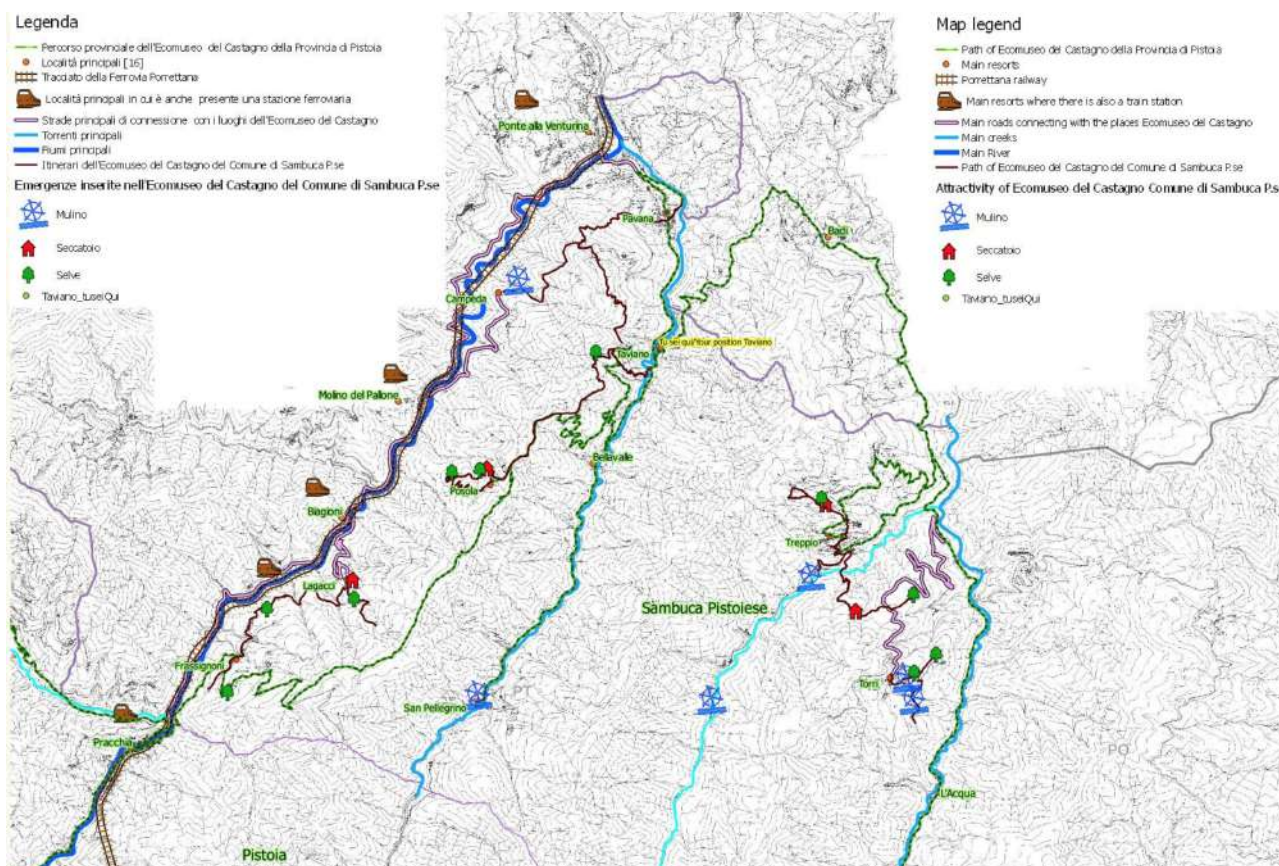 Legenda
Percorso provinciale dell'Ecomuseo del Castagno della Provincia di Pistoia
Località principali [16]
Tracciato della Ferrovia Porrettana
Località principali in cui è anche presente una stazione ferroviaria
Strade principali di connessione con i luoghi dell'Ecomuseo del Castagno
Torrenti principali
Fiumi principali
Itinerari dell'Ecomuseo del Castagno del Comune di Sambuca P.se
Emergenze inserite nell'Ecomuseo del Castagno del Comune di Sambuca P.se
Mulino
Seccatoio
Selve
Taviano_tuseiQui
Map legend
Path of Ecomuseo del Castagno della Provincia di Pistoia
Main resorts
Porrettana railway
Main resorts where there is also a train station
Main roads connecting with the places Ecomuseo del Castagno
Main creeks
Main River
Path of Ecomuseo del Castagno del Comune di Sambuca P.se
Attractivity of Ecomuseo del Castagno Comune di Sambuca P.s
Mulino
Seccatoio
Selve
Taviano_tuseiQui
Ponte alla Venturina
Pavana
Badi
Campeda
Taviano
Tu sei qua/Your position Taviano
Molino del Pallone
Bellavalle
Posola
Biagioni
Treppio
Lagacci
Sambuca Pistoiese
Frassignoni
Torri
San Pellegrino
PT
Pracchia
PO
L'Acqua
Pistoia